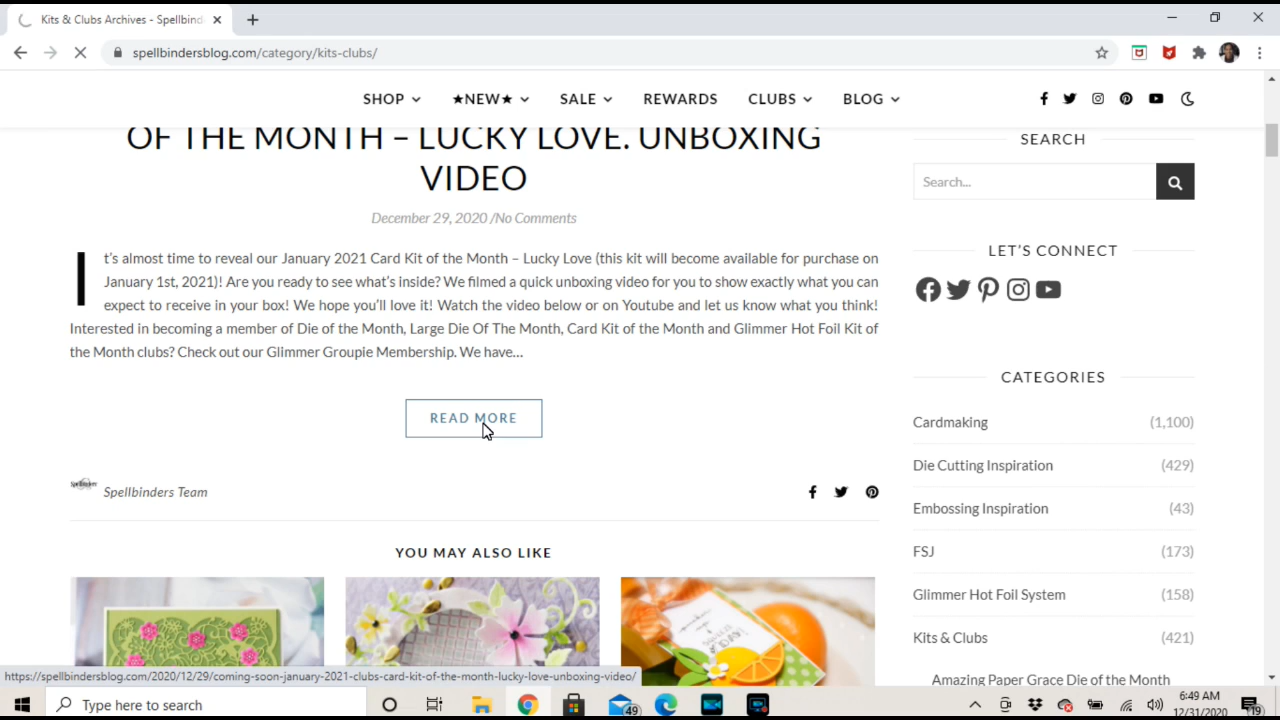 Kits & Clubs Archives - Spellbind
spellbindersblog.com/category/kits-clubs/
SHOP ★NEW★ SALE REWARDS CLUBS BLOG
OF THE MONTH – LUCKY LOVE. UNBOXING
VIDEO
December 29, 2020 /No Comments
It's almost time to reveal our January 2021 Card Kit of the Month – Lucky Love (this kit will become available for purchase on
January 1st, 2021)! Are you ready to see what's inside? We filmed a quick unboxing video for you to show exactly what you can
expect to receive in your box! We hope you'll love it! Watch the video below or on Youtube and let us know what you think!
Interested in becoming a member of Die of the Month, Large Die Of The Month, Card Kit of the Month and Glimmer Hot Foil Kit of
the Month clubs? Check out our Glimmer Groupie Membership. We have...
READ MORE
Spellbinders
Spellbinders Team
YOU MAY ALSO LIKE
SEARCH
Search...
LET'S CONNECT
CATEGORIES
Cardmaking (1,100)
Die Cutting Inspiration (429)
Embossing Inspiration (43)
FSJ (173)
Glimmer Hot Foil System (158)
Kits & Clubs (421)
Amazing Paper Grace Die of the Month
https://spellbindersblog.com/2020/12/29/coming-soon-january-2021-clubs-card-kit-of-the-month-lucky-love-unboxing-video/
Type here to search
49
6:49 AM
12/31/2020
19